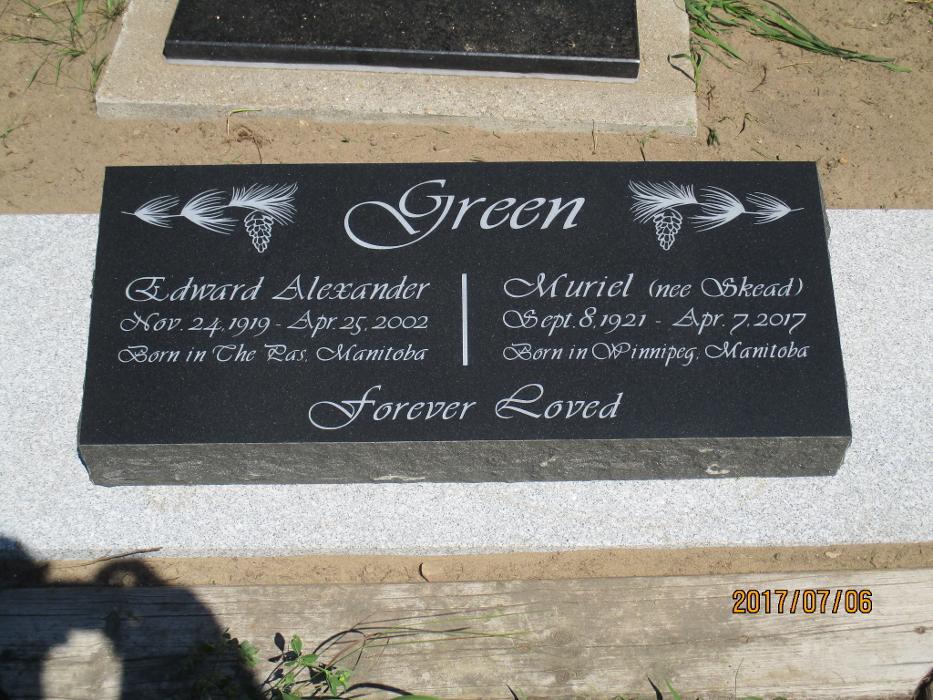 Green
Edward Alexander
Nov. 24, 1919 - Apr. 25, 2002
Born in The Pas, Manitoba
Muriel (nee Skead)
Sept. 8, 1921 - Apr. 7, 2017
Born in Winnipeg, Manitoba
Forever Loved
2017/07/06